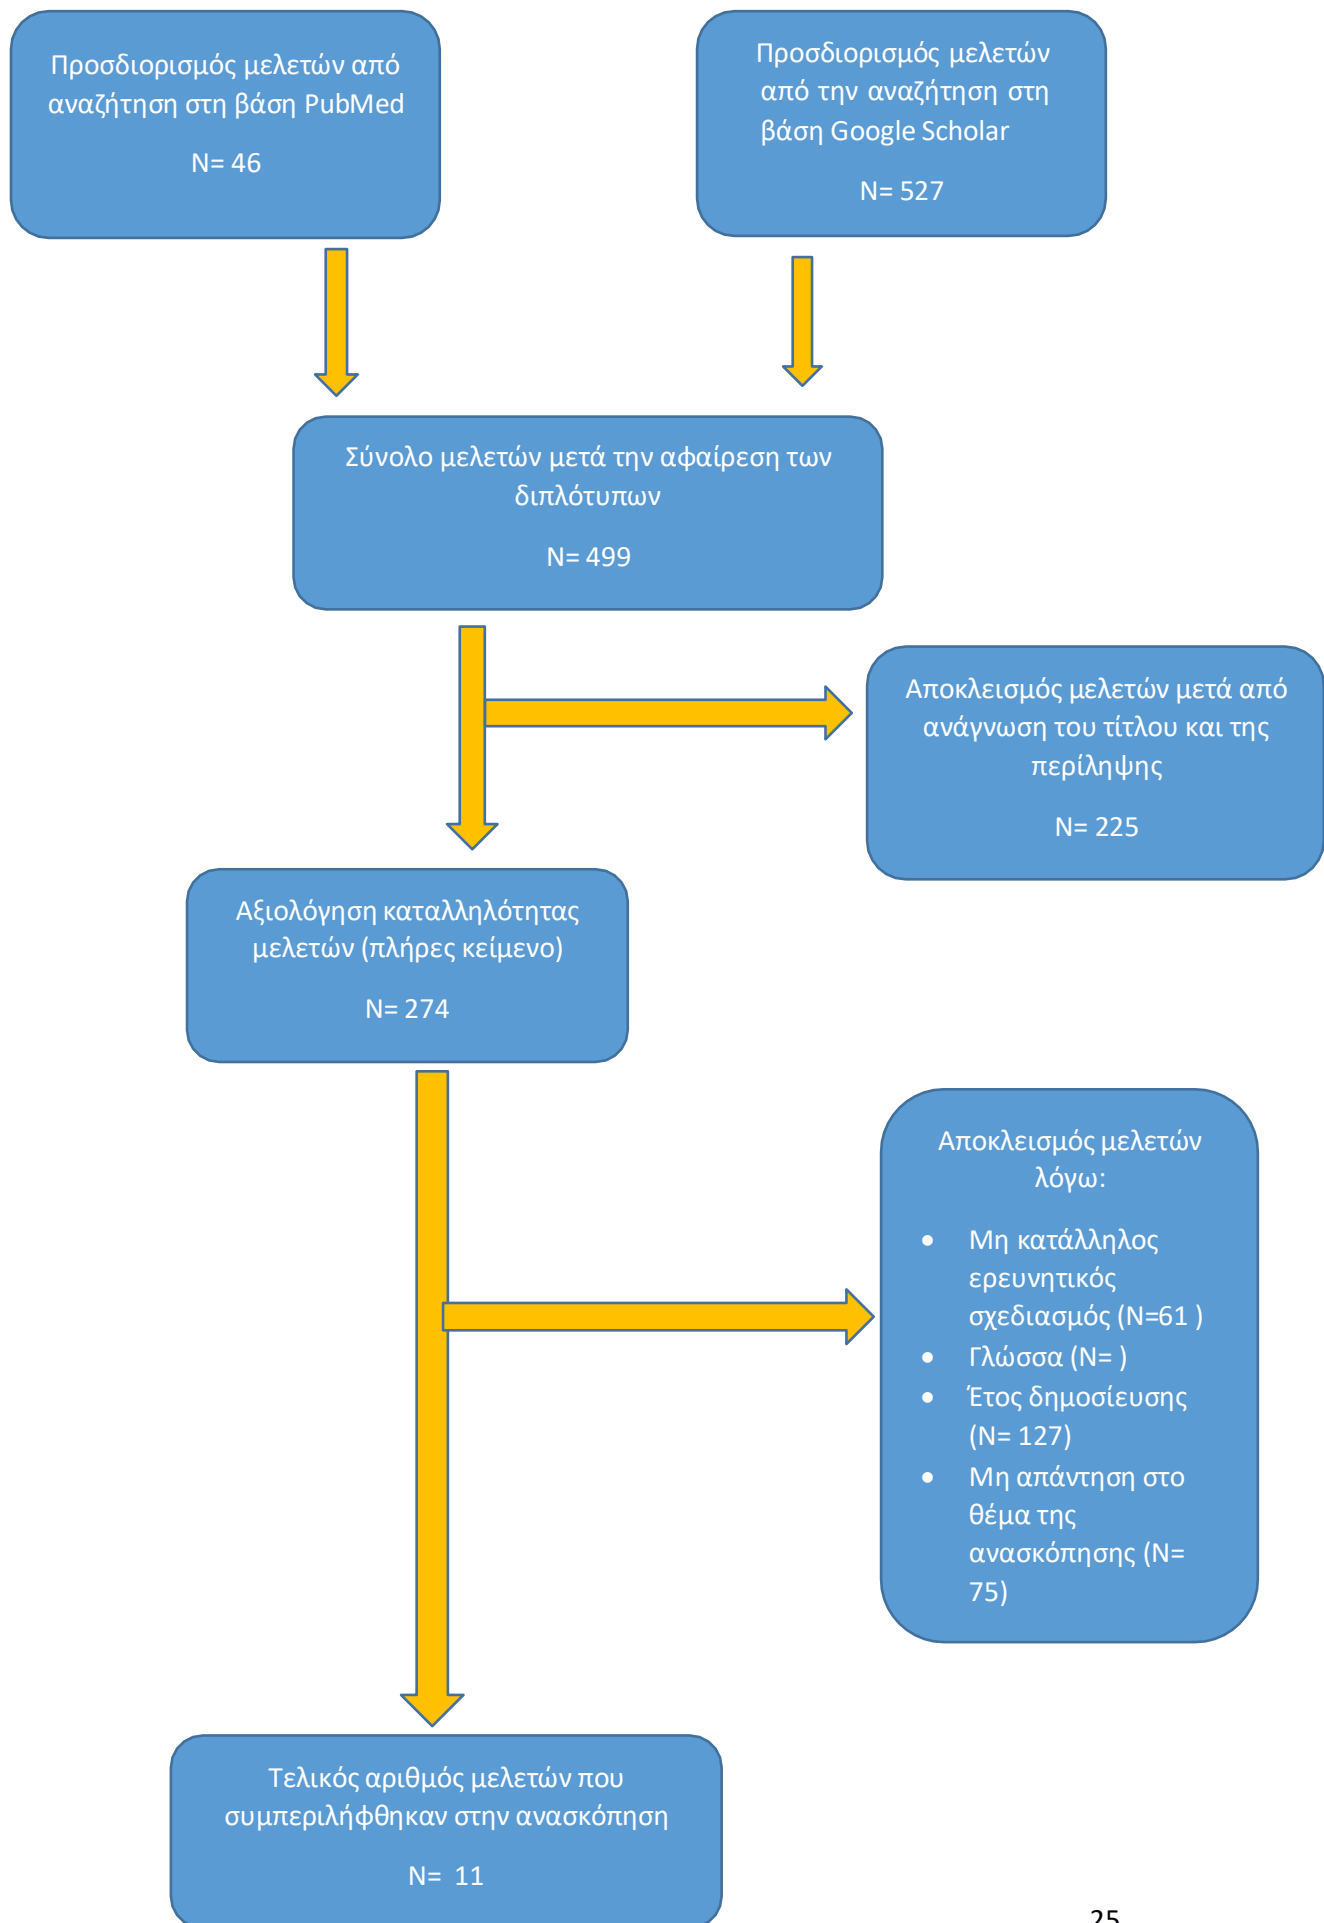 Προσδιορισμός μελετών από
αναζήτηση στη βάση PubMed
N= 46
Προσδιορισμός μελετών
από την αναζήτηση στη
βάση Google Scholar
N= 527
Σύνολο μελετών μετά την αφαίρεση των
διπλότυπων
N= 499
Αποκλεισμός μελετών μετά από
ανάγνωση του τίτλου και της
περίληψης
N= 225
Αξιολόγηση καταλληλότητας
μελετών (πλήρες κείμενο)
N= 274
Αποκλεισμός μελετών
λόγω:
• Μη κατάλληλος
ερευνητικός
σχεδιασμός (N=61 )
• Γλώσσα (N= )
• Έτος δημοσίευσης
(N= 127)
• Μη απάντηση στο
θέμα της
ανασκόπησης (N=
75)
Τελικός αριθμός μελετών που
συμπεριλήφθηκαν στην ανασκόπηση
N= 11
25